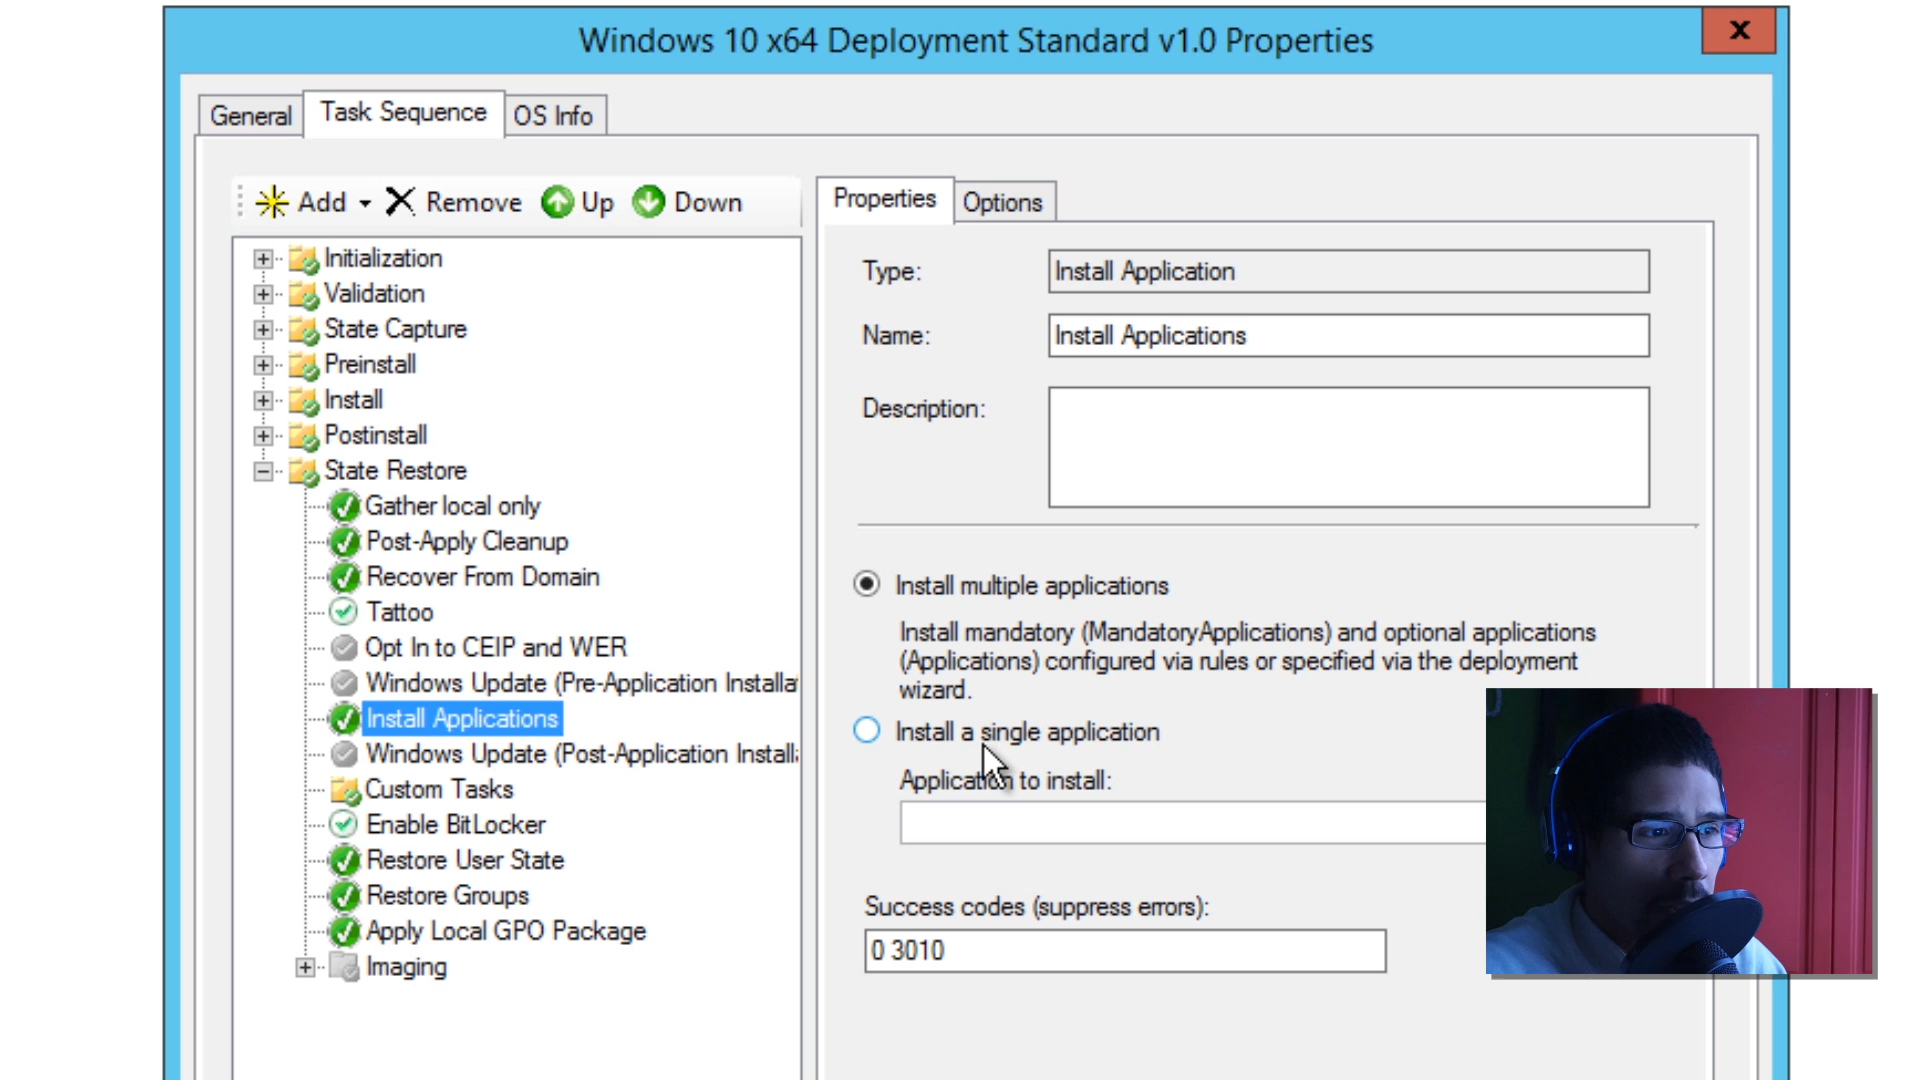 Windows 10 x64 Deployment Standard v1.0 Properties
x
General
Task Sequence
OS Info
Add
Remove
Up
Down
Initialization
Validation
State Capture
Preinstall
Install
Postinstall
State Restore
Gather local only
Post-Apply Cleanup
Recover From Domain
Tattoo
Opt In to CEIP and WER
Windows Update (Pre-Application Installa
Install Applications
Windows Update (Post-Application Install
Custom Tasks
Enable BitLocker
Restore User State
Restore Groups
Apply Local GPO Package
Imaging
Properties
Options
Type:
Install Application
Name:
Install Applications
Description:
Install multiple applications
Install mandatory (MandatoryApplications) and optional applications
(Applications) configured via rules or specified via the deployment
wizard.
Install a single application
Application to install:
Success codes (suppress errors):
0 3010